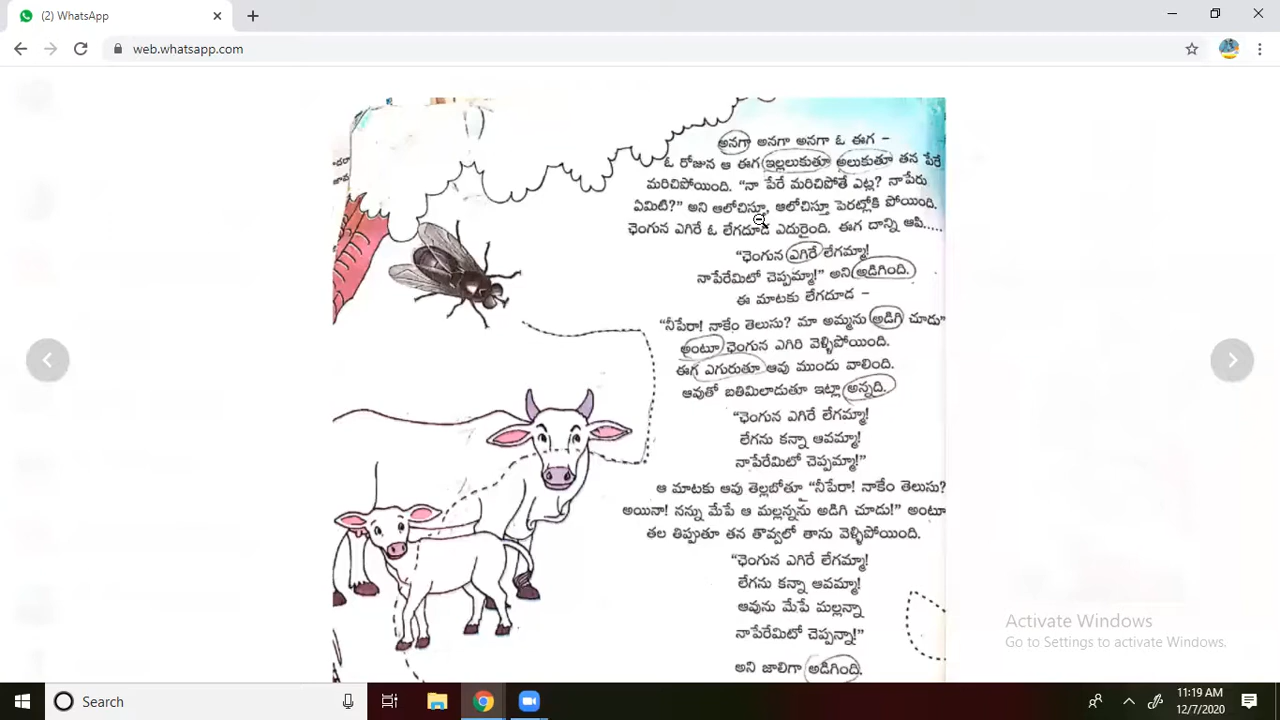 (2) WhatsApp
web.whatsapp.com
అనగా అనగా అనగా ఓ ఈగ -
ఓ రోజున ఆ ఈగ ఇల్లలుకుతూ అలుకుతూ తన పేరే
మరిచిపోయింది. "నా పేరే మరిచిపోతే ఎట్ల? నాపేరు
ఏమిటి?" అని ఆలోచిస్తూ, ఆలోచిస్తూ పెరట్లోకి పోయింది.
ఛెంగున ఎగిరే ఓ లేగదూడ ఎదురైంది. ఈగ దాన్ని ఆపి.....
"ఛెంగున ఎగిరే లేగమ్మా!
నాపేరేమిటో చెప్పమ్మా!" అని అడిగింది.
ఈ మాటకు లేగదూడ -
"నీపేరా! నాకేం తెలుసు? మా అమ్మను అడిగి చూడు"
అంటూ ఛెంగున ఎగిరి వెళ్ళిపోయింది.
ఈగ ఎగురుతూ ఆవు ముందు వాలింది.
ఆవుతో బతిమిలాడుతూ ఇట్లా అన్నది.
"ఛెంగున ఎగిరే లేగమ్మా!
లేగను కన్నా ఆవమ్మా!
నాపేరేమిటో చెప్పమ్మా!"
ఆ మాటకు ఆవు తెల్లబోతూ "నీపేరా! నాకేం తెలుసు?
అయినా! నన్ను మేపే ఆ మల్లన్నను అడిగి చూడు!" అంటూ
తల తిప్పుతూ తన తొవ్వలో తాను వెళ్ళిపోయింది.
"ఛెంగున ఎగిరే లేగమ్మా!
లేగను కన్నా ఆవమ్మా!
ఆవును మేపే మల్లన్నా
నాపేరేమిటో చెప్పన్నా!"
అని జాలిగా అడిగింది.
Activate Windows
Go to Settings to activate Windows.
Search
11:19 AM
12/7/2020